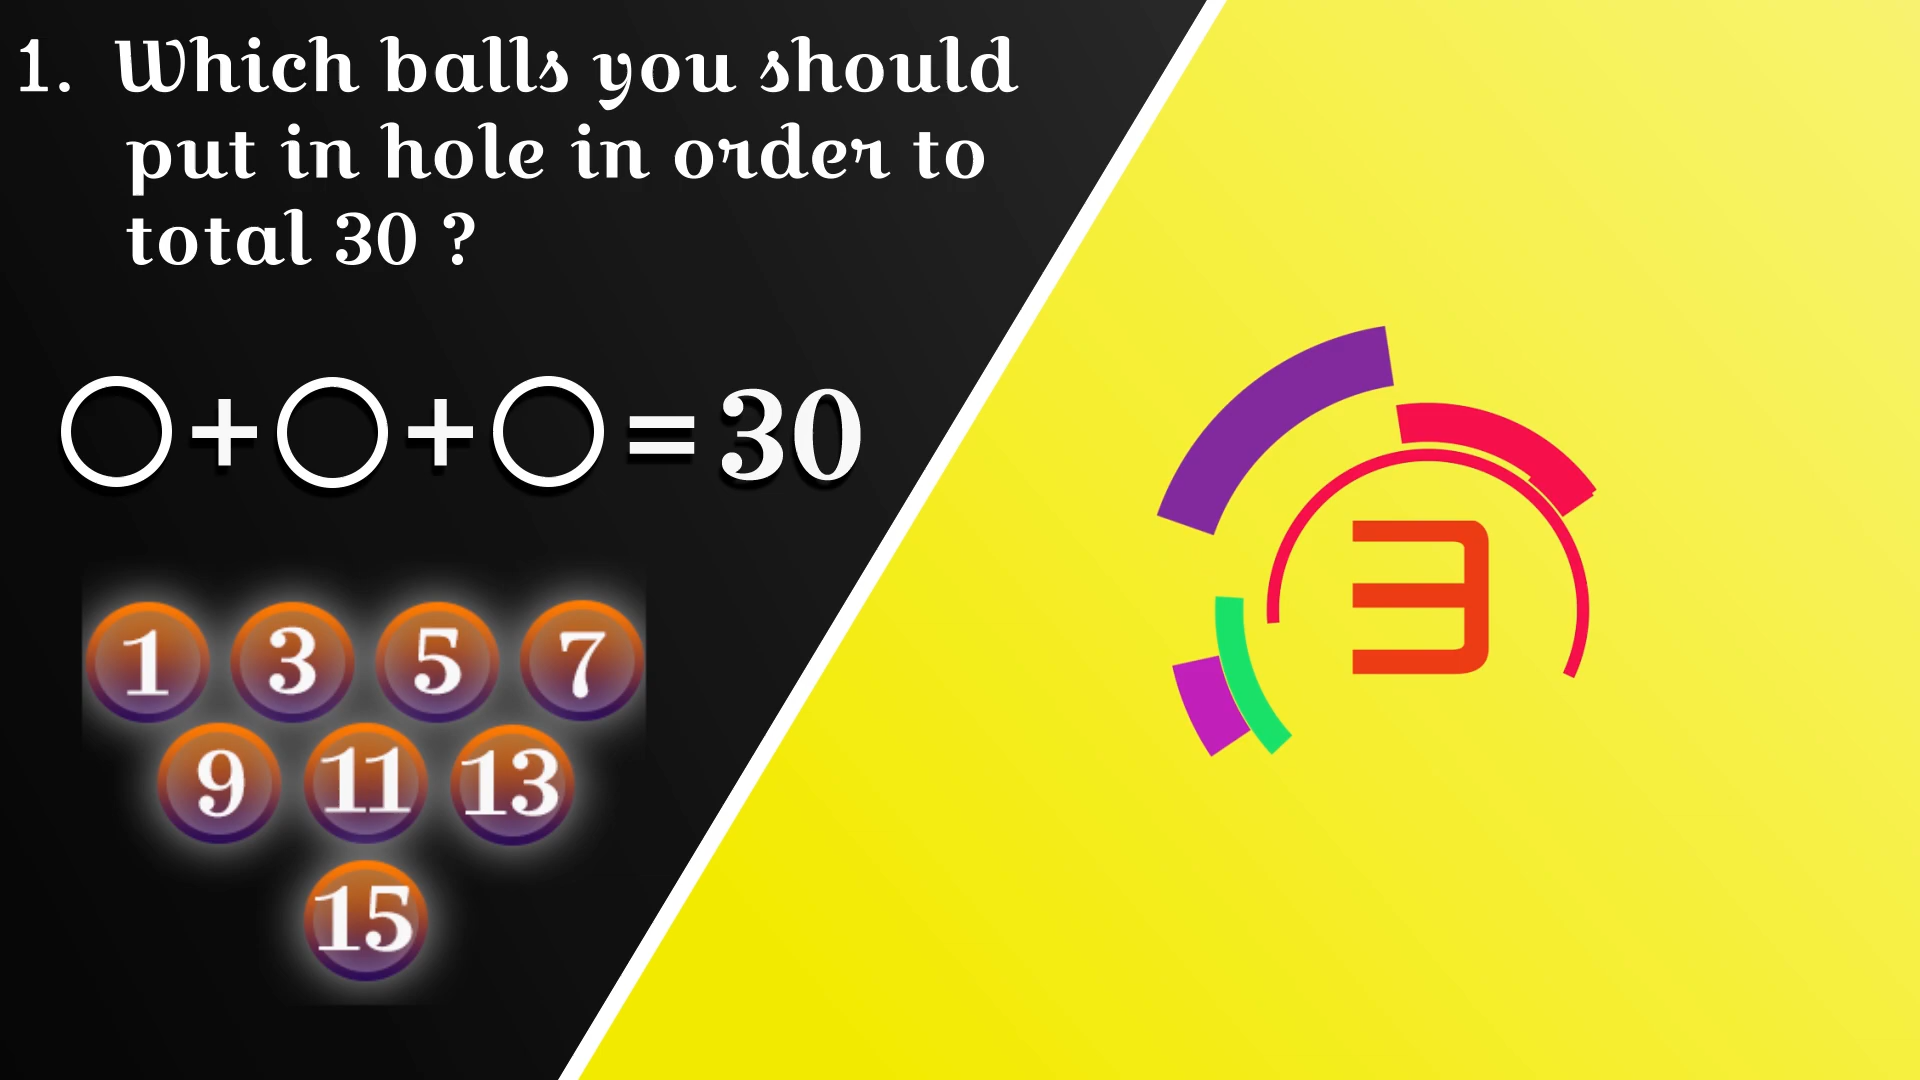 1. Which balls you should
put in hole in order to
total 30 ?
○+○+○=30
1 3 5 7
9 11 13
15
3